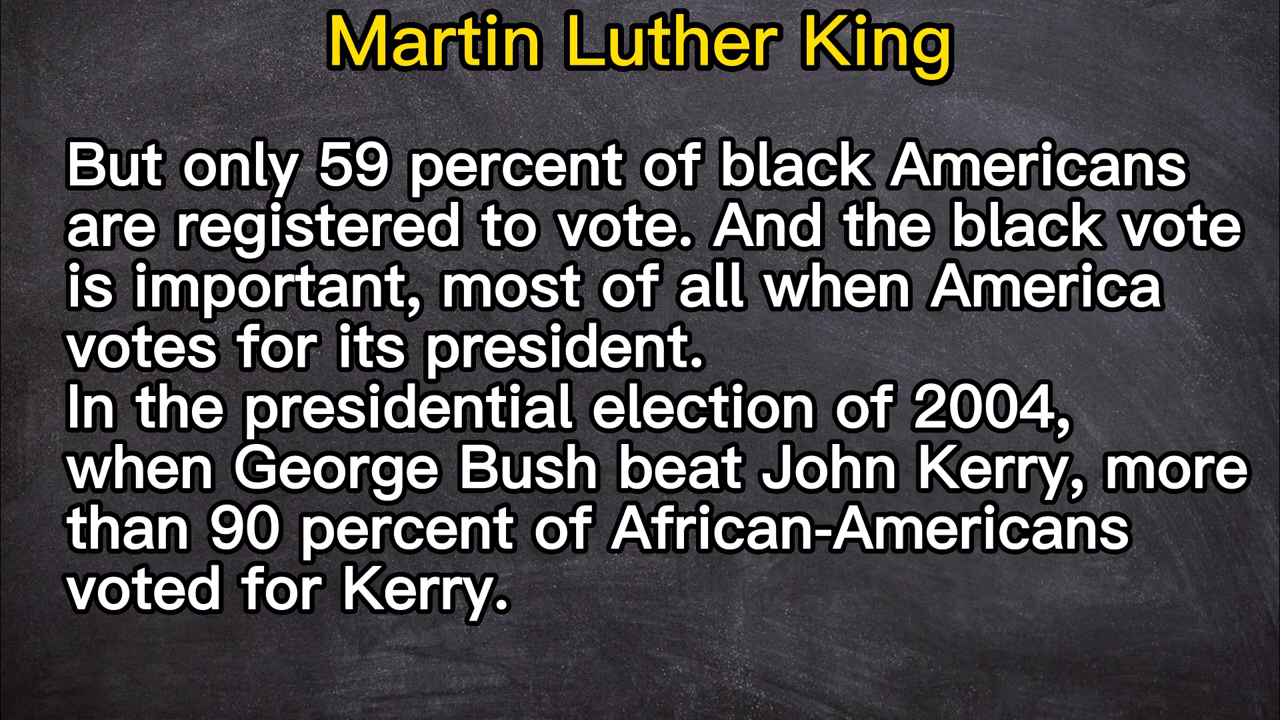 Martin Luther King
But only 59 percent of black Americans
are registered to vote. And the black vote
is important, most of all when America
votes for its president.
In the presidential election of 2004,
when George Bush beat John Kerry, more
than 90 percent of African-Americans
voted for Kerry.